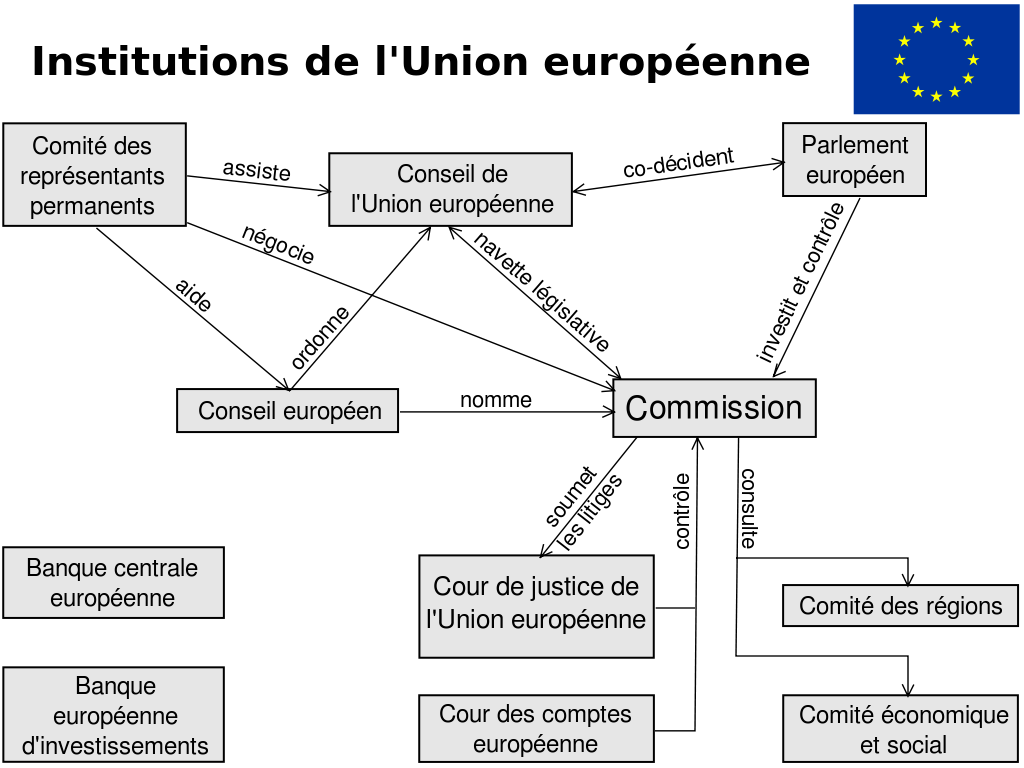 Institutions de l'Union européenne
Comité des
représentants
permanents
assiste
Conseil de
l'Union européenne
co-décident
Parlement
européen
négocie
navette législative
investit et contrôle
aide
ordonne
Conseil européen
nomme
Commission
soumet
les litiges
contrôle
consulte
Banque centrale
européenne
Cour de justice de
l'Union européenne
Comité des régions
Banque
européenne
d'investissements
Cour des comptes
européenne
Comité économique
et social